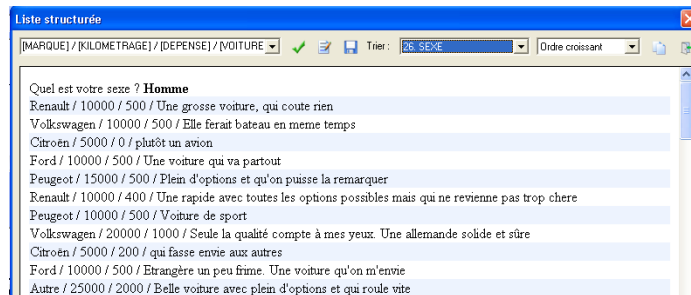 Liste structurée
[MARQUE] / [KILOMETRAGE] / [DEPENSE] / [VOITURE Trier : 26. SEXE Ordre croissant
Quel est votre sexe ? Homme
Renault / 10000 / 500 / Une grosse voiture, qui coute rien
Volkswagen / 10000 / 500 / Elle ferait bateau en meme temps
Citroën / 5000 / 0 / plutôt un avion
Ford / 10000 / 500 / Une voiture qui va partout
Peugeot / 15000 / 500 / Plein d'options et qu'on puisse la remarquer
Renault / 10000 / 400 / Une rapide avec toutes les options possibles mais qui ne revienne pas trop chere
Peugeot / 10000 / 500 / Voiture de sport
Volkswagen / 20000 / 1000 / Seule la qualité compte à mes yeux. Une allemande solide et sûre
Citroën / 5000 / 200 / qui fasse envie aux autres
Ford / 10000 / 500 / Etrangère un peu frime. Une voiture qu'on m'envie
Autre / 25000 / 2000 / Belle voiture avec plein d'options et qui roule vite